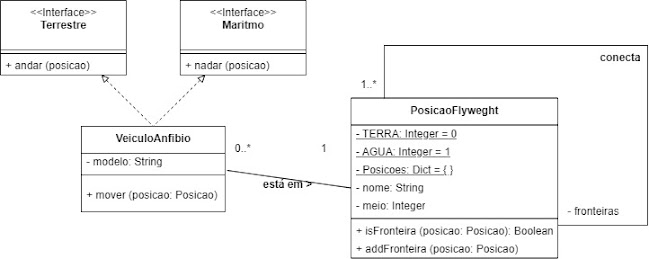 <<Interface>>
Terrestre
+ andar (posicao)
<<Interface>>
Maritmo
+ nadar (posicao)
VeiculoAnfibio
- modelo: String
+ mover (posicao: Posicao)
0..*
1
está em >
1..*
conecta
PosicaoFlyweght
- TERRA: Integer = 0
- AGUA: Integer = 1
- Posicoes: Dict = { }
- nome: String
- meio: Integer
+ isFronteira (posicao: Posicao): Boolean
+ addFronteira (posicao: Posicao)
- fronteiras